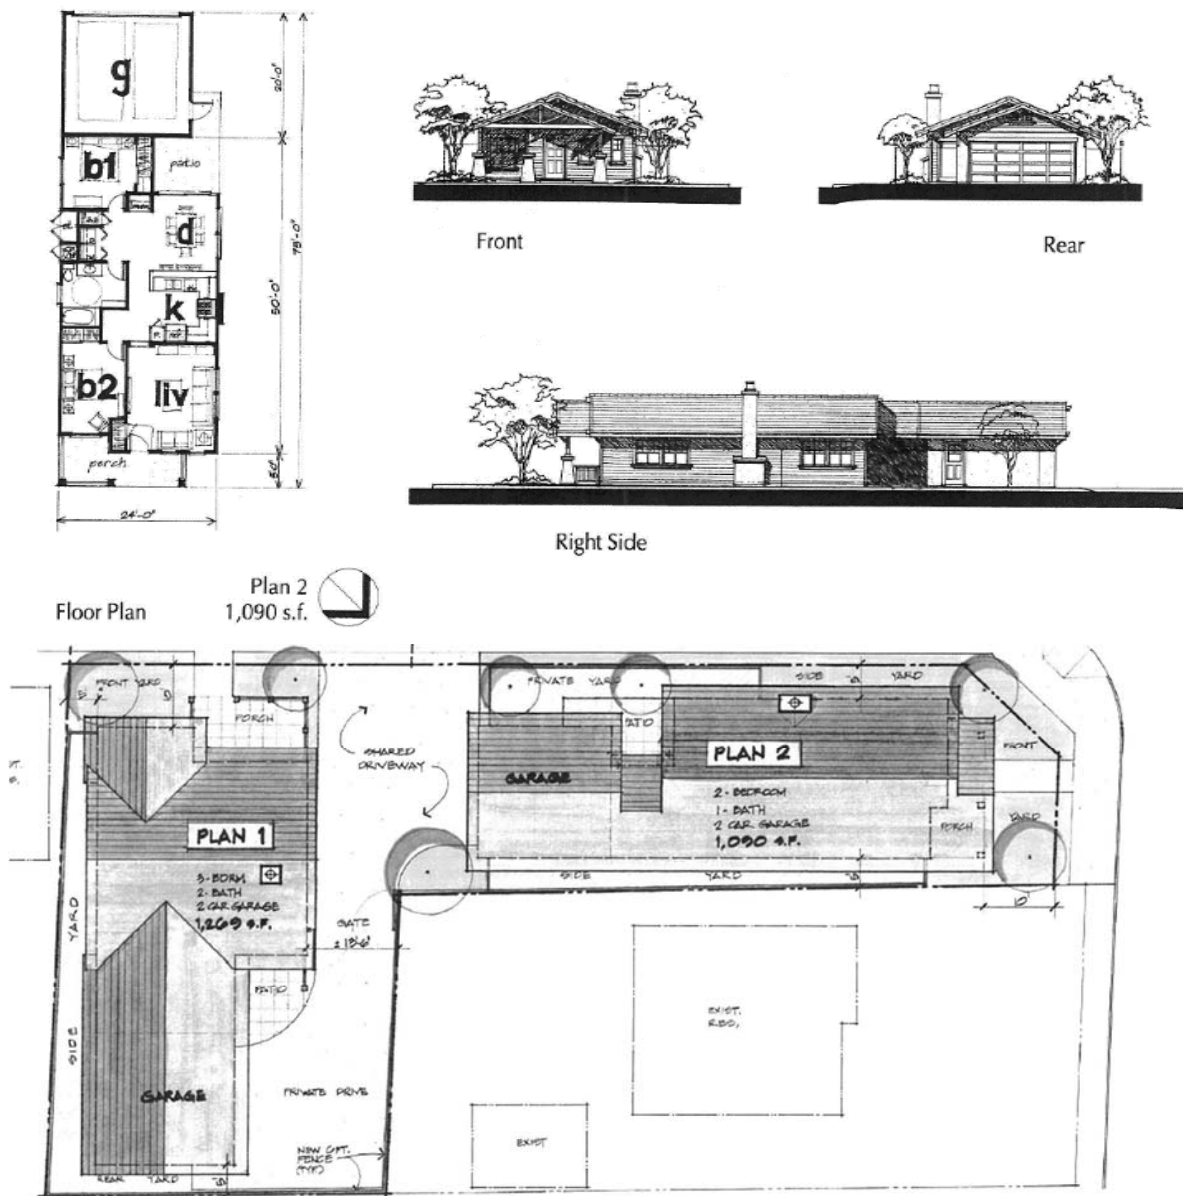 g
20'-0"
b1
patio
d
k
50'-0"
75'-0"
b2
liv
porch
5'-0"
24'-0"
Front
Rear
Right Side
Floor Plan
Plan 2
1,090 s.f.
FRONT YARD
PORCH
SHARED
DRIVEWAY
PLAN 1
3-BDRM
2-BATH
2 CAR GARAGE
1,269 S.F.
SIDE YARD
GATE
± 13'-6"
PATIO
GARAGE
PRIVATE DRIVE
NEW 6FT.
FENCE
(TYP.)
REAR YARD
PRIVATE YARD
SIDE YARD
GARAGE
PLAN 2
2-BEDROOM
1-BATH
2 CAR GARAGE
1,090 S.F.
PORCH
FRONT
YARD
SIDE YARD
10'
EXIST.
EXIST